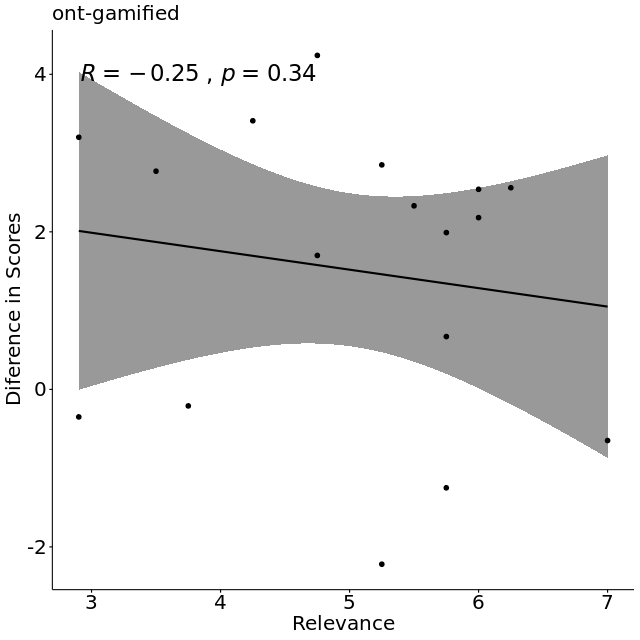 ont-gamified
R = −0.25 , p = 0.34
4
2
0
-2
Diference in Scores
3 4 5 6 7
Relevance